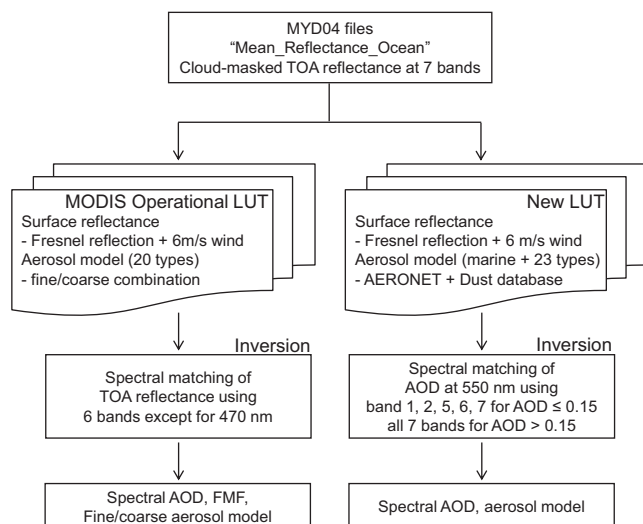 MYD04 files
“Mean_Reflectance_Ocean”
Cloud-masked TOA reflectance at 7 bands
MODIS Operational LUT
Surface reflectance
- Fresnel reflection + 6m/s wind
Aerosol model (20 types)
- fine/coarse combination
New LUT
Surface reflectance
- Fresnel reflection + 6 m/s wind
Aerosol model (marine + 23 types)
- AERONET + Dust database
Inversion
Spectral matching of
TOA reflectance using
6 bands except for 470 nm
Inversion
Spectral matching of
AOD at 550 nm using
band 1, 2, 5, 6, 7 for AOD ≤ 0.15
all 7 bands for AOD > 0.15
Spectral AOD, FMF,
Fine/coarse aerosol model
Spectral AOD, aerosol model